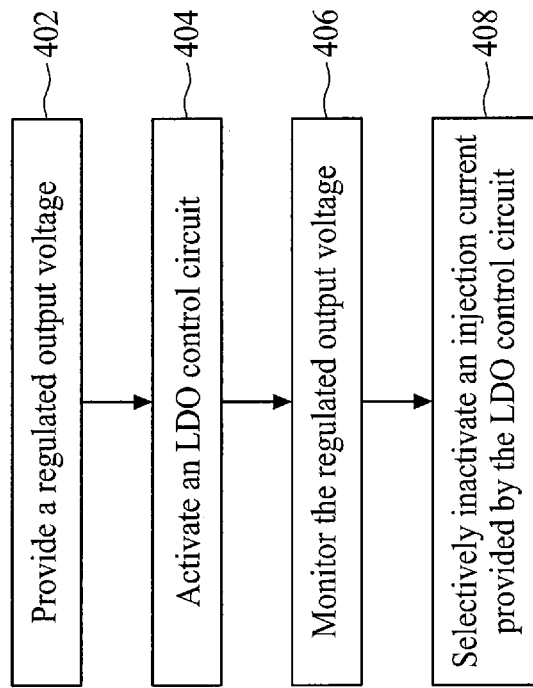 Provide a regulated output voltage
402
Activate an LDO control circuit
404
Monitor the regulated output voltage
406
Selectively inactivate an injection current
provided by the LDO control circuit
408